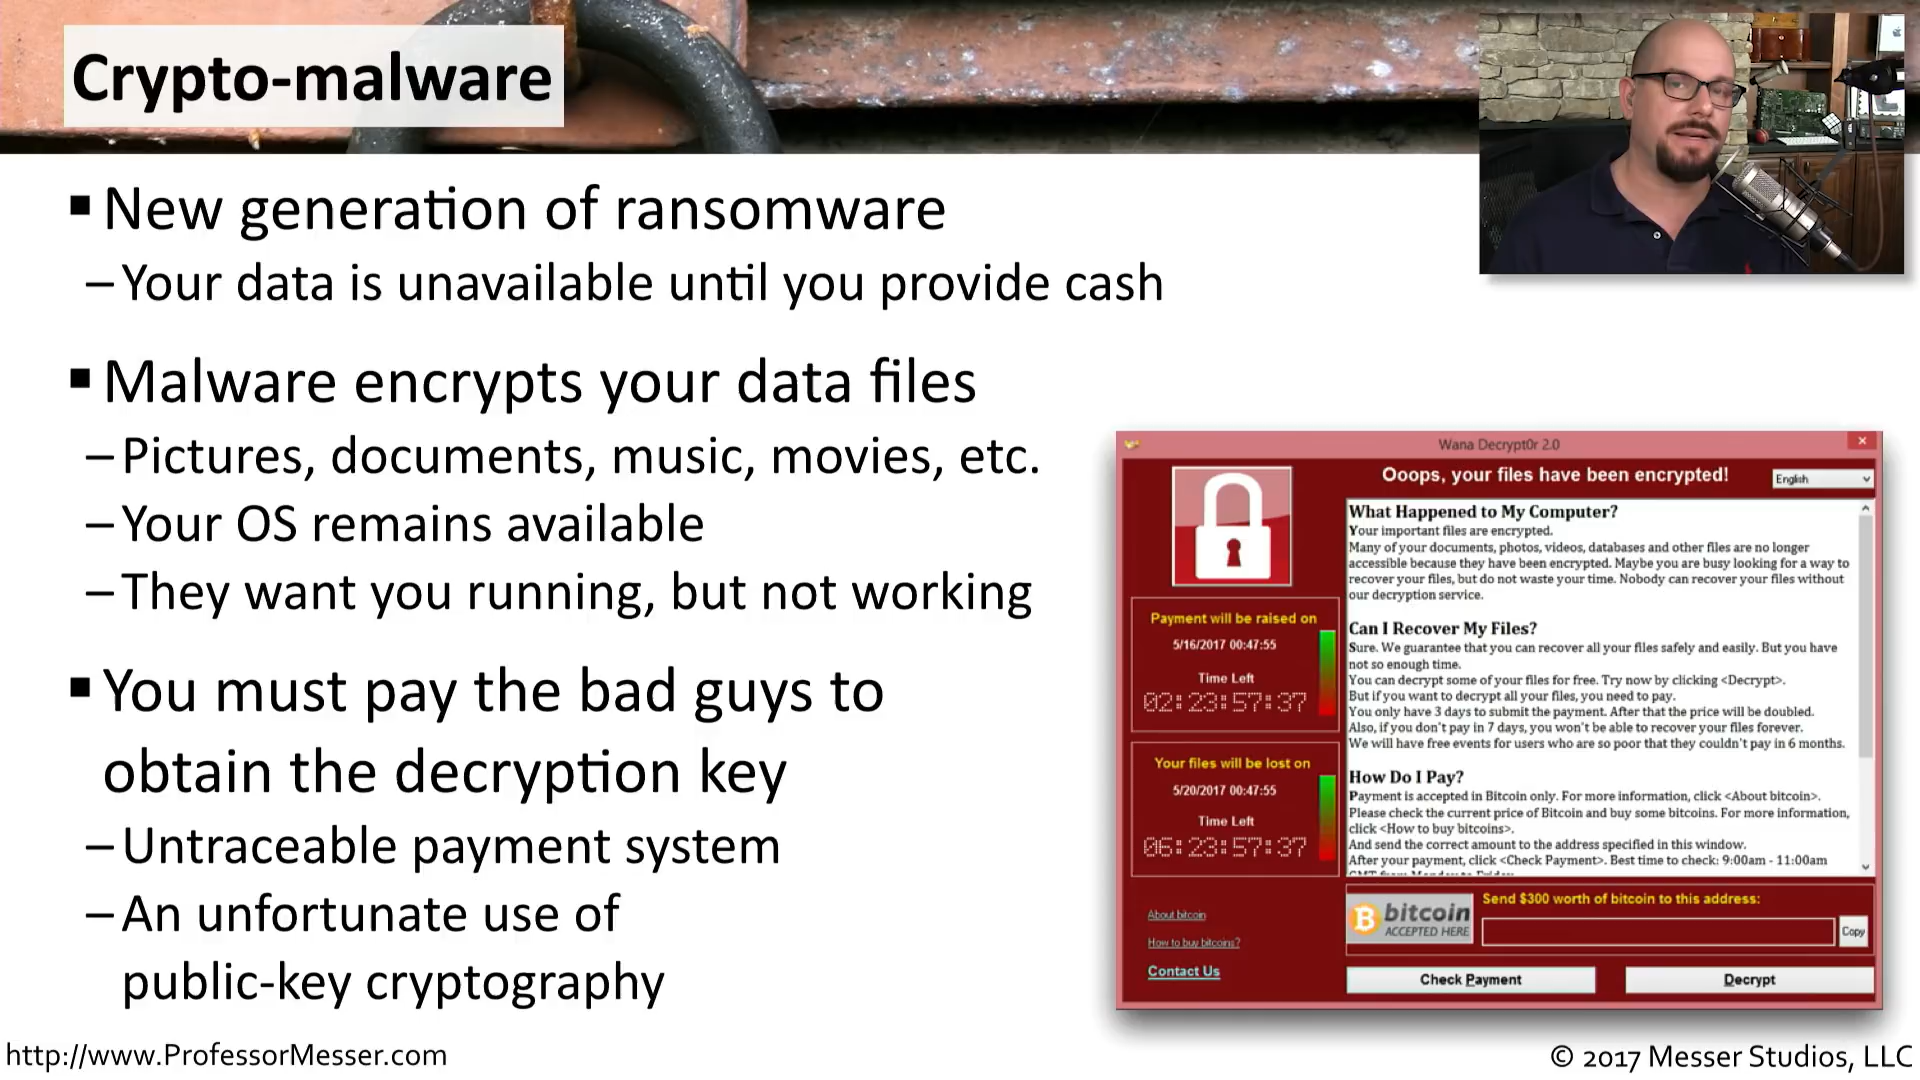 Crypto-malware
▪ New generation of ransomware
– Your data is unavailable until you provide cash
▪ Malware encrypts your data files
– Pictures, documents, music, movies, etc.
– Your OS remains available
– They want you running, but not working
▪ You must pay the bad guys to
obtain the decryption key
– Untraceable payment system
– An unfortunate use of
public-key cryptography
Wana Decrypt0r 2.0
Ooops, your files have been encrypted!
English
Payment will be raised on
5/16/2017 00:47:55
Time Left
02:23:57:37
Your files will be lost on
5/20/2017 00:47:55
Time Left
06:23:57:37
About bitcoin
How to buy bitcoins?
Contact Us
What Happened to My Computer?
Your important files are encrypted.
Many of your documents, photos, videos, databases and other files are no longer
accessible because they have been encrypted. Maybe you are busy looking for a way to
recover your files, but do not waste your time. Nobody can recover your files without
our decryption service.
Can I Recover My Files?
Sure. We guarantee that you can recover all your files safely and easily. But you have
not so enough time.
You can decrypt some of your files for free. Try now by clicking <Decrypt>.
But if you want to decrypt all your files, you need to pay.
You only have 3 days to submit the payment. After that the price will be doubled.
Also, if you don't pay in 7 days, you won't be able to recover your files forever.
We will have free events for users who are so poor that they couldn't pay in 6 months.
How Do I Pay?
Payment is accepted in Bitcoin only. For more information, click <About bitcoin>.
Please check the current price of Bitcoin and buy some bitcoins. For more information,
click <How to buy bitcoins>.
And send the correct amount to the address specified in this window.
After your payment, click <Check Payment>. Best time to check: 9:00am - 11:00am
GMT from Monday to Friday.
bitcoin
ACCEPTED HERE
Send $300 worth of bitcoin to this address:
Copy
Check Payment
Decrypt
http://www.ProfessorMesser.com
© 2017 Messer Studios, LLC